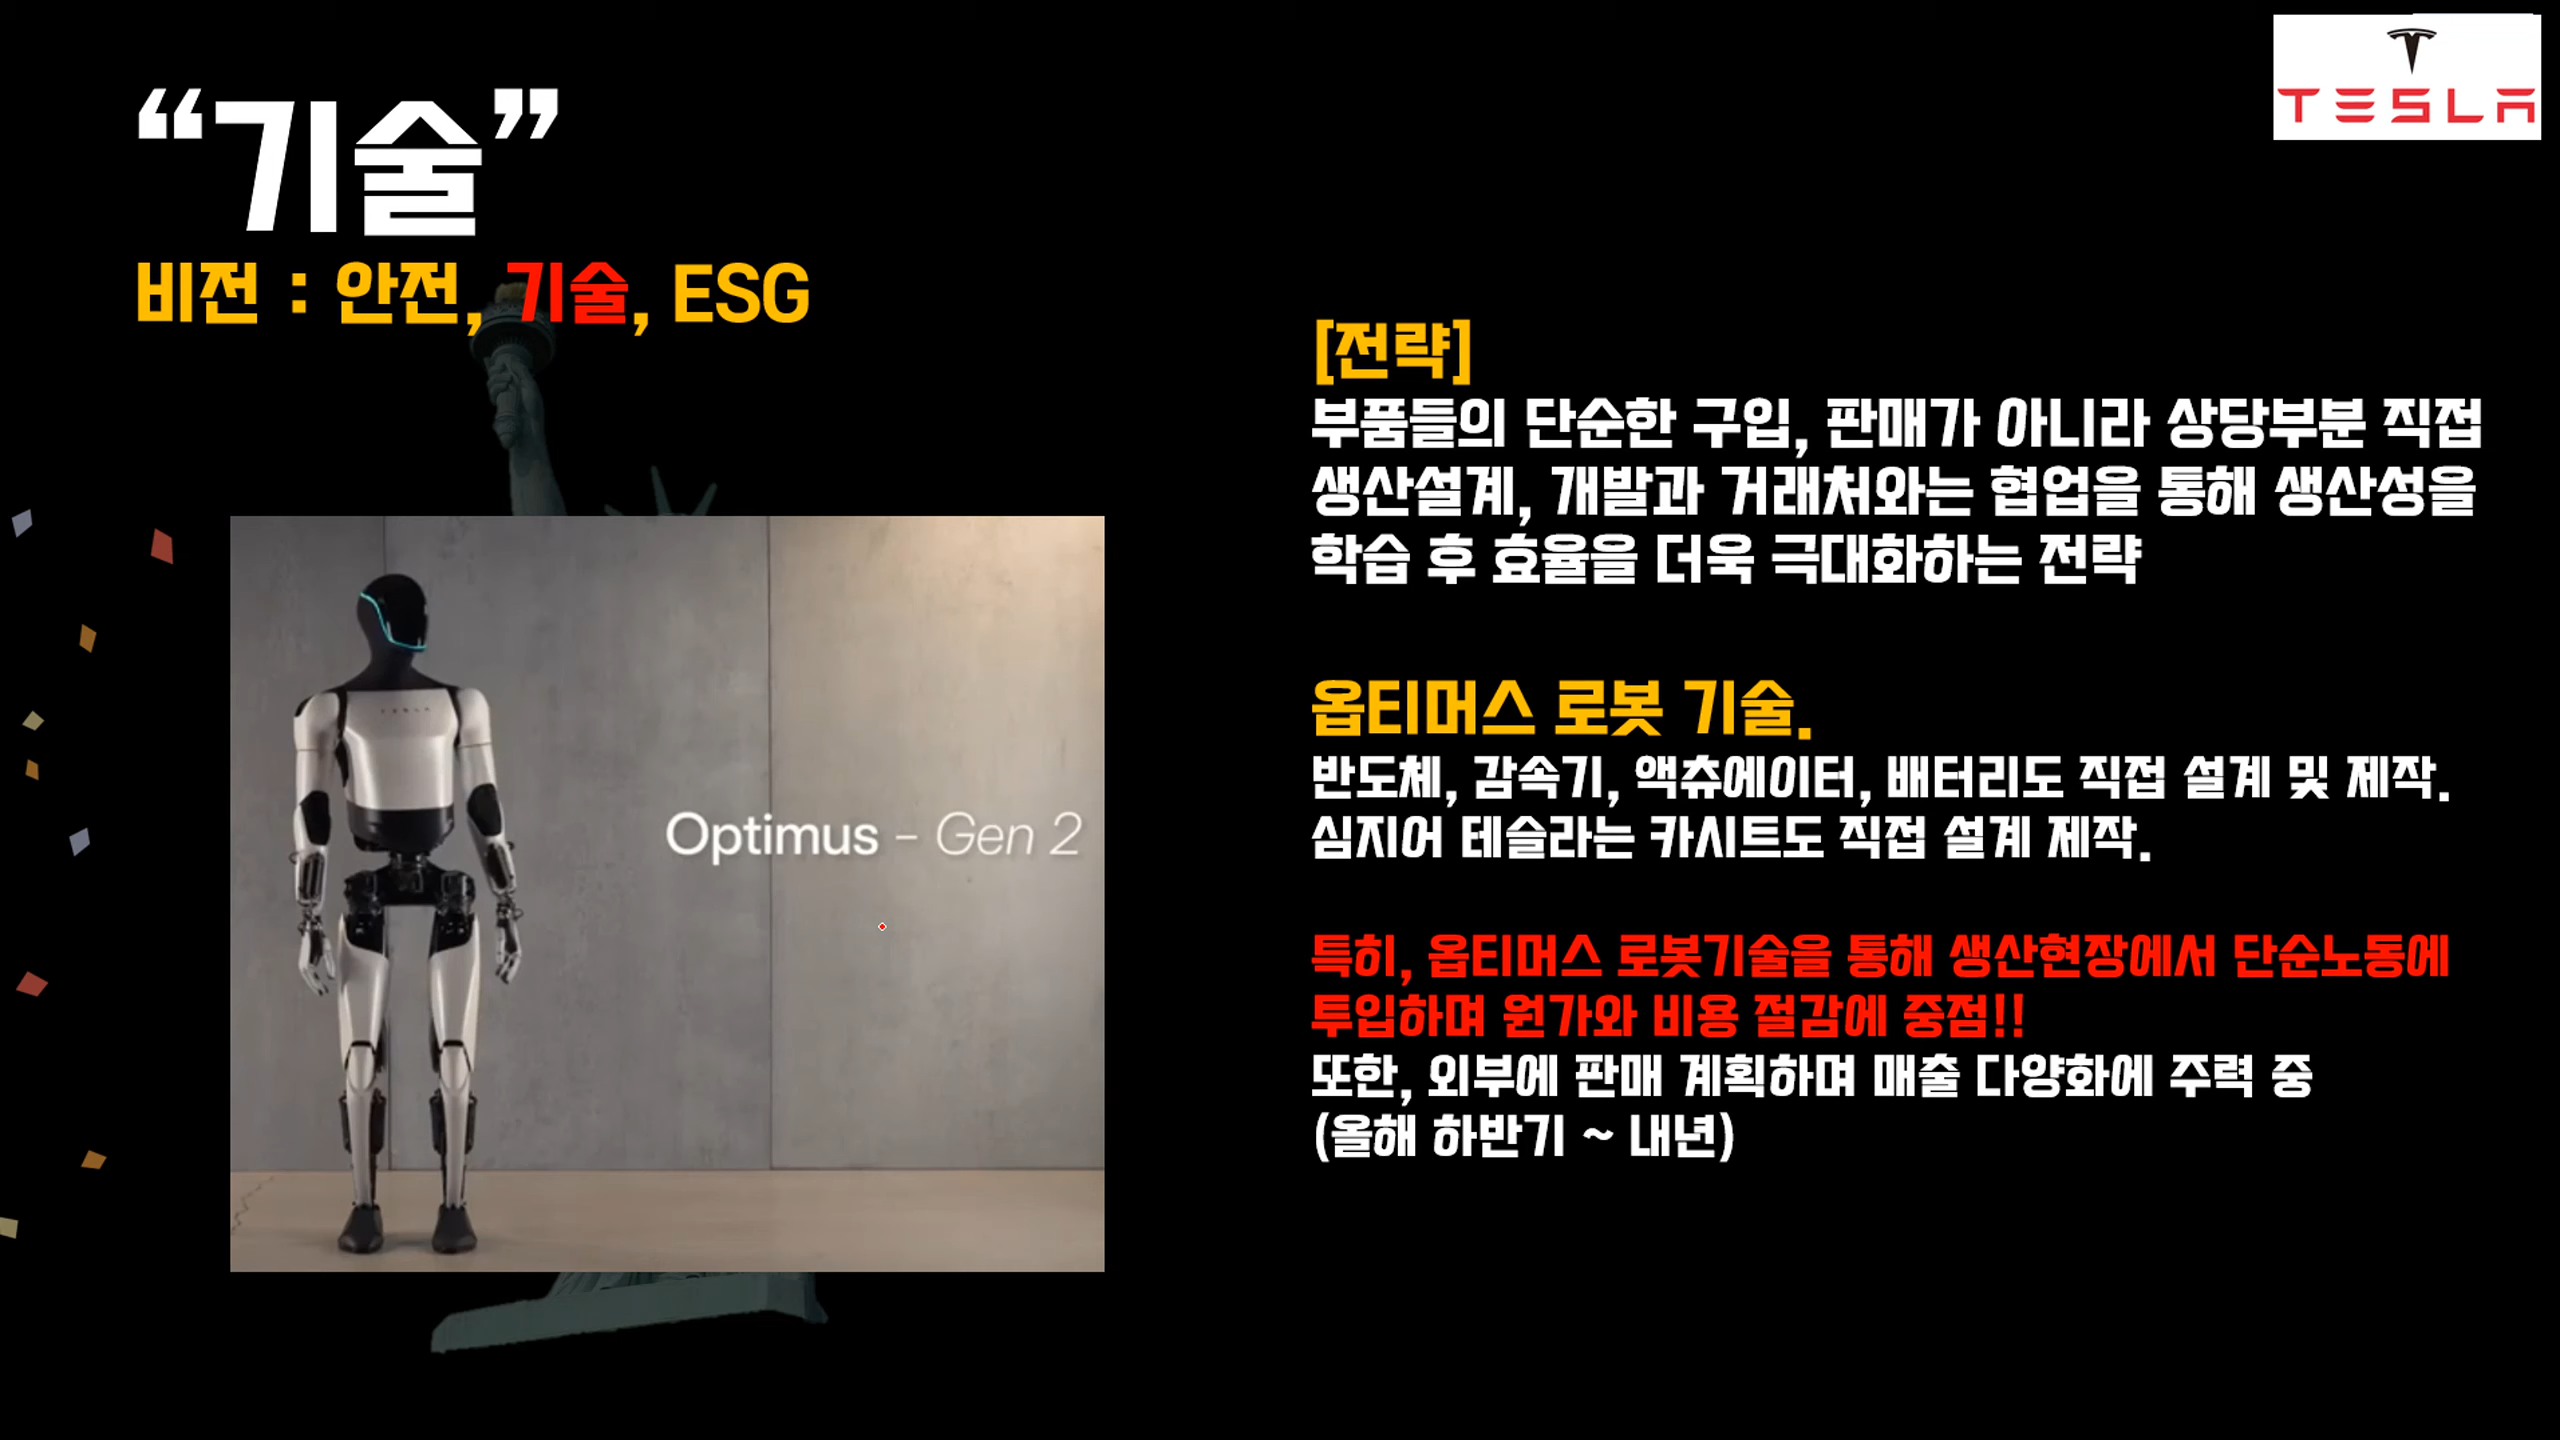 TESLA
“기술”
비전 : 안전, 기술, ESG
[전략]
부품들의 단순한 구입, 판매가 아니라 상당부분 직접
생산설계, 개발과 거래처와는 협업을 통해 생산성을
학습 후 효율을 더욱 극대화하는 전략
옵티머스 로봇 기술.
반도체, 감속기, 액츄에이터, 배터리도 직접 설계 및 제작.
심지어 테슬라는 카시트도 직접 설계 제작.
특히, 옵티머스 로봇기술을 통해 생산현장에서 단순노동에
투입하며 원가와 비용 절감에 중점!!
또한, 외부에 판매 계획하며 매출 다양화에 주력 중
(올해 하반기 ~ 내년)
TESLA
Optimus - Gen 2